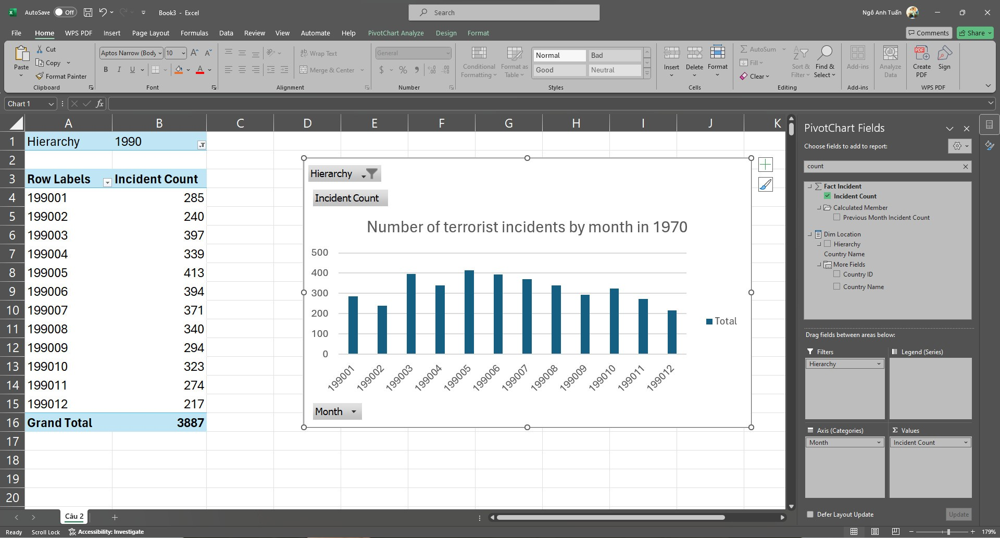 AutoSave Off Book3 - Excel Search Ngô Anh Tuấn
File Home WPS PDF Insert Page Layout Formulas Data Review View Automate Help PivotChart Analyze Design Format Comments Share
Paste
Cut
Copy
Format Painter
Clipboard
Aptos Narrow (Body 10
B I U A
Font
Wrap Text
Merge & Center
Alignment
General
$ % ,
Number
Conditional Formatting
Format as Table
Normal Bad
Good Neutral
Styles
Insert Delete Format
Cells
AutoSum
Fill
Clear
Sort & Filter
Find & Select
Editing
Add-ins
Add-ins
Analyze Data
Create PDF
Sign
WPS PDF
Chart 1 fx
A B C D E F G H I J K
1 Hierarchy 1990
2
3 Row Labels Incident Count
4 199001 285
5 199002 240
6 199003 397
7 199004 339
8 199005 413
9 199006 394
10 199007 371
11 199008 340
12 199009 294
13 199010 323
14 199011 274
15 199012 217
16 Grand Total 3887
17
18
19
20
Hierarchy
Incident Count
Number of terrorist incidents by month in 1970
500
400
300
200
100
0
199001 199002 199003 199004 199005 199006 199007 199008 199009 199010 199011 199012
Total
Month
PivotChart Fields
Choose fields to add to report:
count
Fact Incident
Incident Count
Calculated Member
Previous Month Incident Count
Dim Location
Hierarchy
Country Name
More Fields
Country ID
Country Name
Drag fields between areas below:
Filters Legend (Series)
Hierarchy
Axis (Categories) Σ Values
Month Incident Count
Defer Layout Update Update
Câu 2
Ready Scroll Lock Accessibility: Investigate 179%